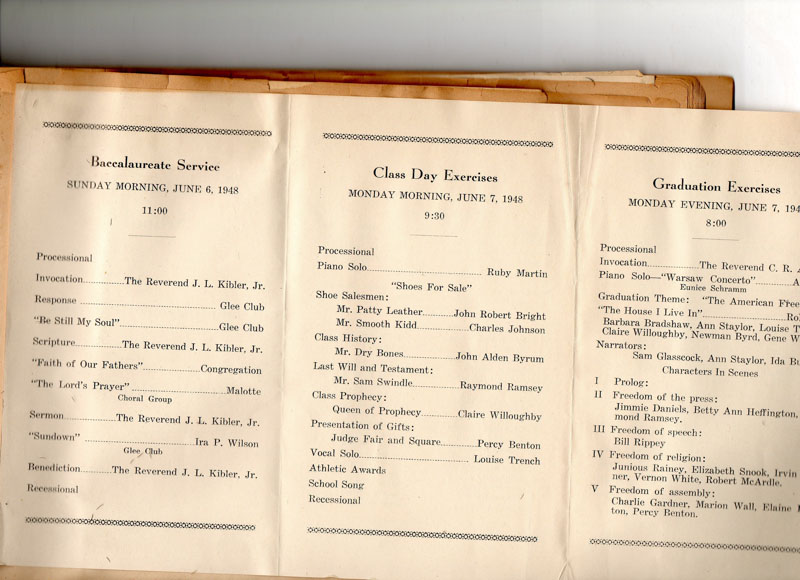 Baccalaureate Service
SUNDAY MORNING, JUNE 6, 1948
11:00
Processional
Invocation The Reverend J. L. Kibler, Jr.
Response Glee Club
"Be Still My Soul" Glee Club
Scripture The Reverend J. L. Kibler, Jr.
"Faith of Our Fathers" Congregation
"The Lord's Prayer" Malotte
Choral Group
Sermon The Reverend J. L. Kibler, Jr.
"Sundown" Ira P. Wilson
Glee Club
Benediction The Reverend J. L. Kibler, Jr.
Recessional
Class Day Exercises
MONDAY MORNING, JUNE 7, 1948
9:30
Processional
Piano Solo Ruby Martin
"Shoes For Sale"
Shoe Salesmen:
Mr. Patty Leather John Robert Bright
Mr. Smooth Kidd Charles Johnson
Class History:
Mr. Dry Bones John Alden Byrum
Last Will and Testament:
Mr. Sam Swindle Raymond Ramsey
Class Prophecy:
Queen of Prophecy Claire Willoughby
Presentation of Gifts:
Judge Fair and Square Percy Benton
Vocal Solo Louise Trench
Athletic Awards
School Song
Recessional
Graduation Exercises
MONDAY EVENING, JUNE 7, 194
8:00
Processional
Invocation The Reverend C. R.
Piano Solo—"Warsaw Concerto"
Eunice Schramm
Graduation Theme: "The American Free
"The House I Live In" Ro
Barbara Bradshaw, Ann Staylor, Louise T
Claire Willoughby, Newman Byrd, Gene W
Narrators:
Sam Glasscock, Ann Staylor, Ida
Characters In Scenes
I Prolog:
II Freedom of the press:
Jimmie Daniels, Betty Ann Heffington,
mond Ramsey.
III Freedom of speech:
Bill Rippey
IV Freedom of religion:
Junious Rainey, Elizabeth Snook, Irvin
ner, Vernon White, Robert McArdle.
V Freedom of assembly:
Charlie Gardner, Marion Wall, Elaine
ton, Percy Benton.